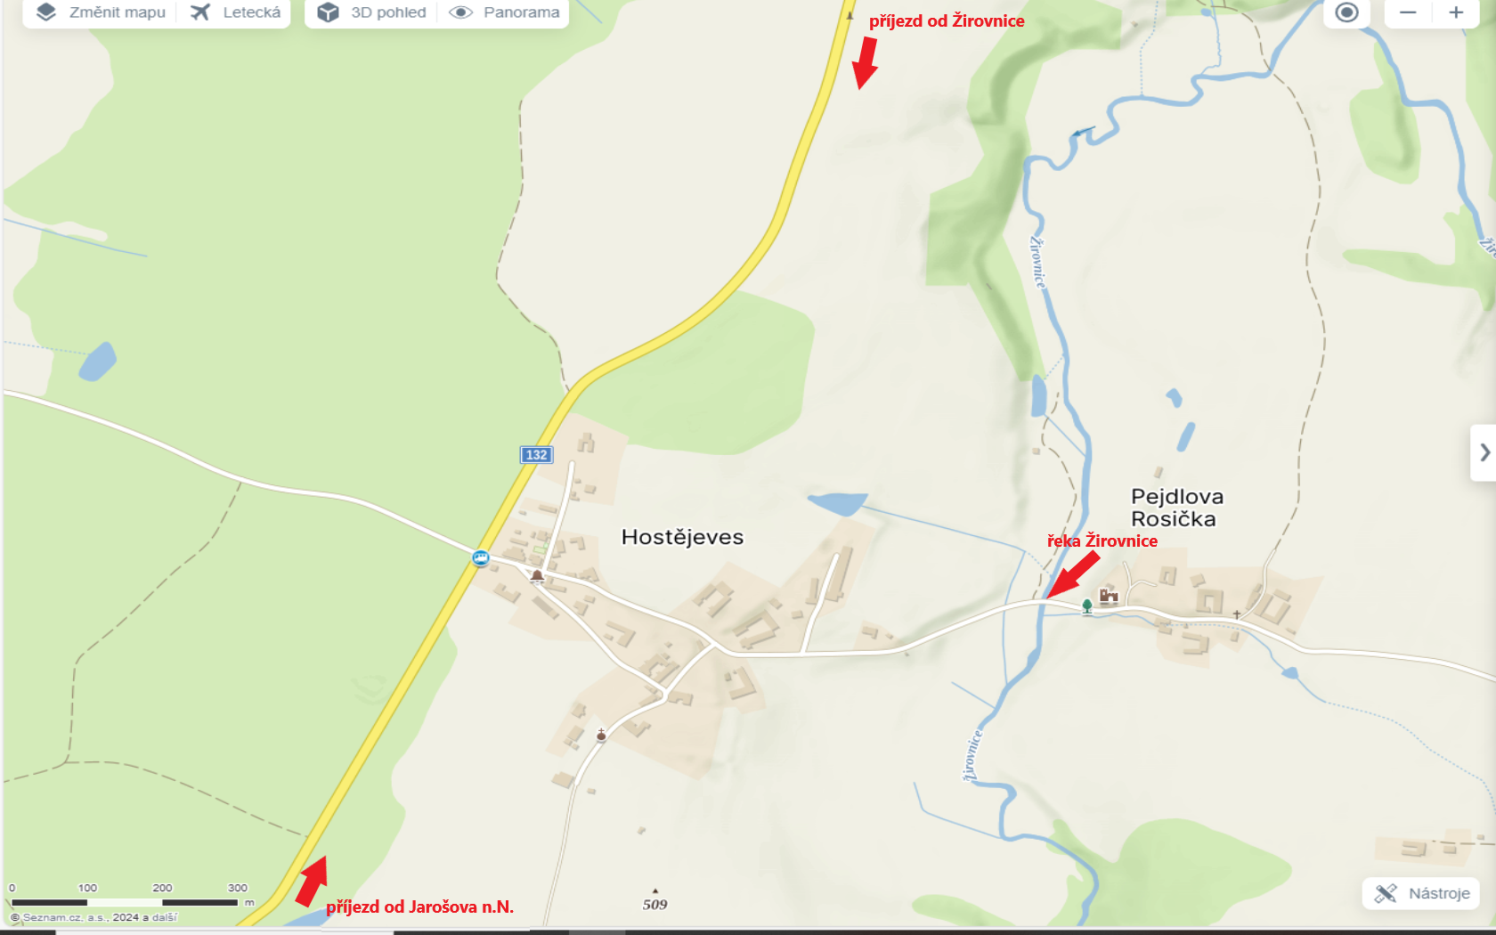 Změnit mapu
Letecká
3D pohled
Panorama
příjezd od Žirovnice
Žirovnice
132
Hostějeves
Pejdlova
Rosička
řeka Žirovnice
Žirovnice
0 100 200 300 m
příjezd od Jarošova n.N.
509
Nástroje
© Seznam.cz, a.s., 2024 a další